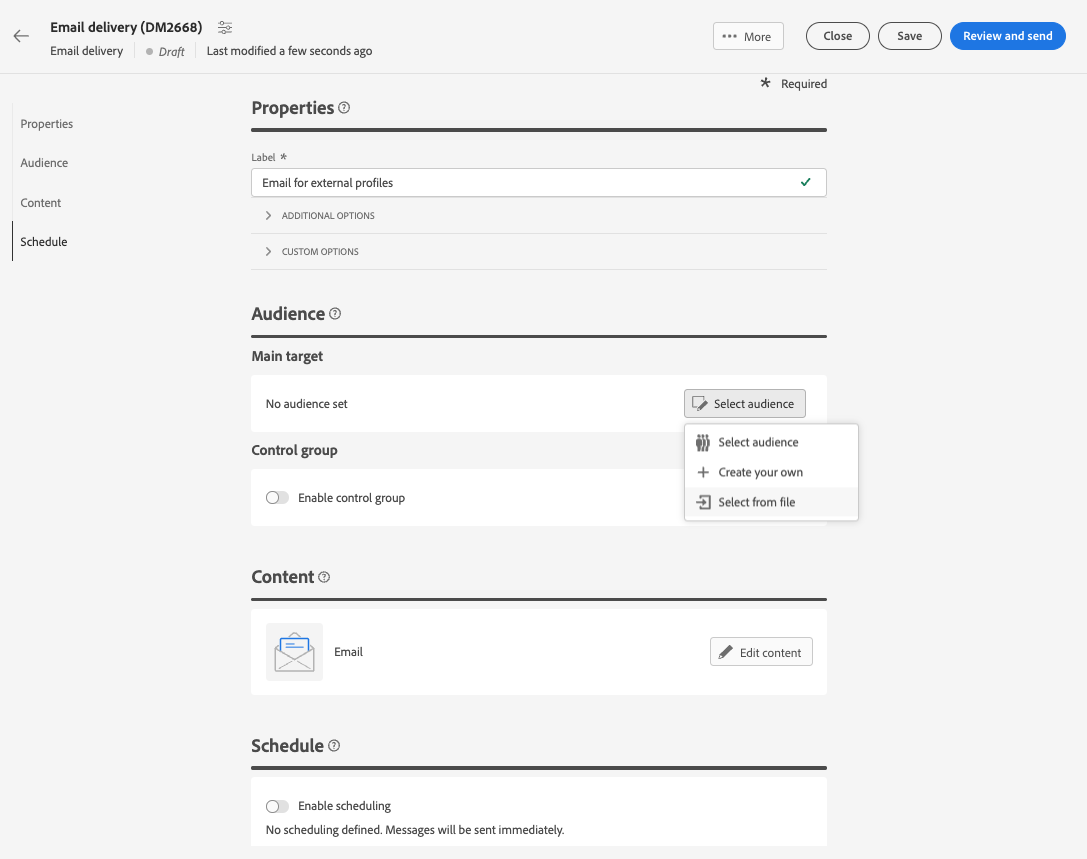 Email delivery (DM2668)
Email delivery
Draft
Last modified a few seconds ago
More
Close
Save
Review and send
* Required
Properties
Audience
Content
Schedule
Properties
Label *
Email for external profiles
ADDITIONAL OPTIONS
CUSTOM OPTIONS
Audience
Main target
No audience set
Select audience
Select audience
Create your own
Select from file
Control group
Enable control group
Content
Email
Edit content
Schedule
Enable scheduling
No scheduling defined. Messages will be sent immediately.